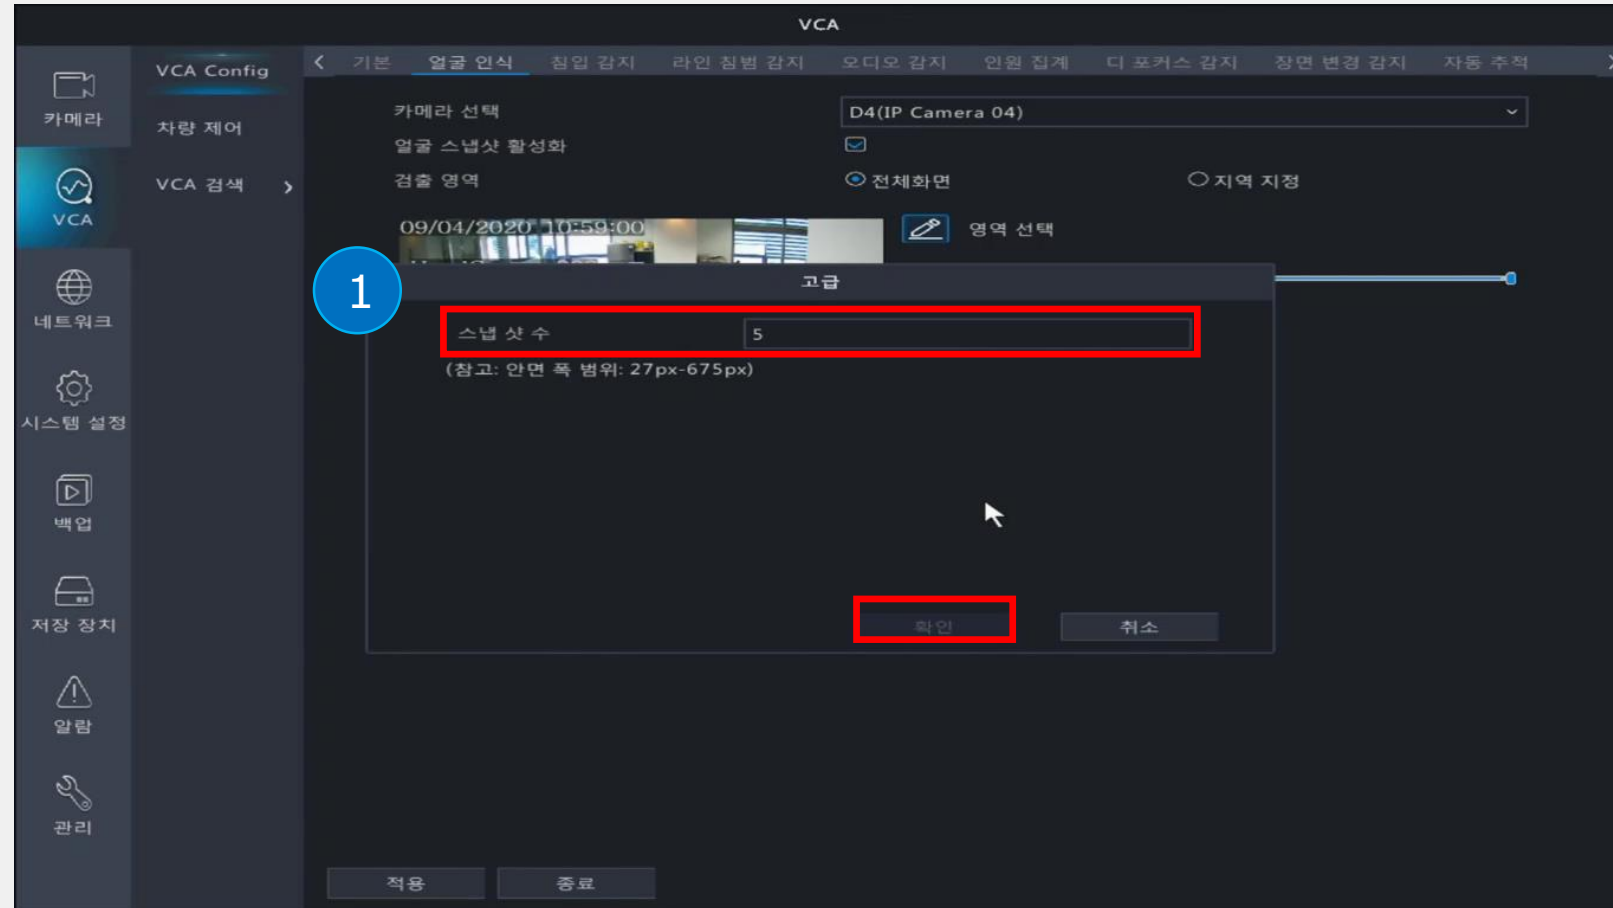 VCA
카메라
VCA
네트워크
시스템 설정
백업
저장 장치
알람
관리
VCA Config
차량 제어
VCA 검색
기본 얼굴 인식 침입 감지 라인 침범 감지 오디오 감지 인원 집계 디 포커스 감지 장면 변경 감지 자동 추적
카메라 선택 D4(IP Camera 04)
얼굴 스냅샷 활성화
검출 영역 전체화면 지역 지정
09/04/2020 10:59:00 영역 선택
1
고급
스냅 샷 수 5
(참고: 안면 폭 범위: 27px-675px)
확인 취소
적용 종료